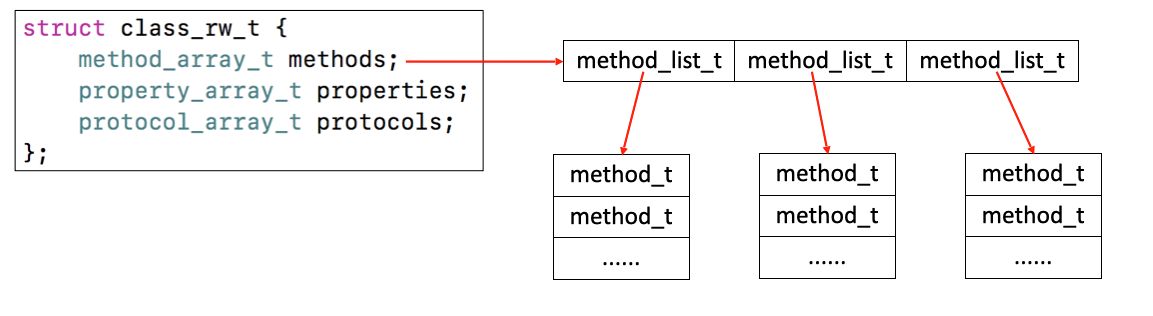 struct class_rw_t {
method_array_t methods;
property_array_t properties;
protocol_array_t protocols;
};
method_list_t method_list_t method_list_t
method_t method_t method_t
method_t method_t method_t
...... ...... ......